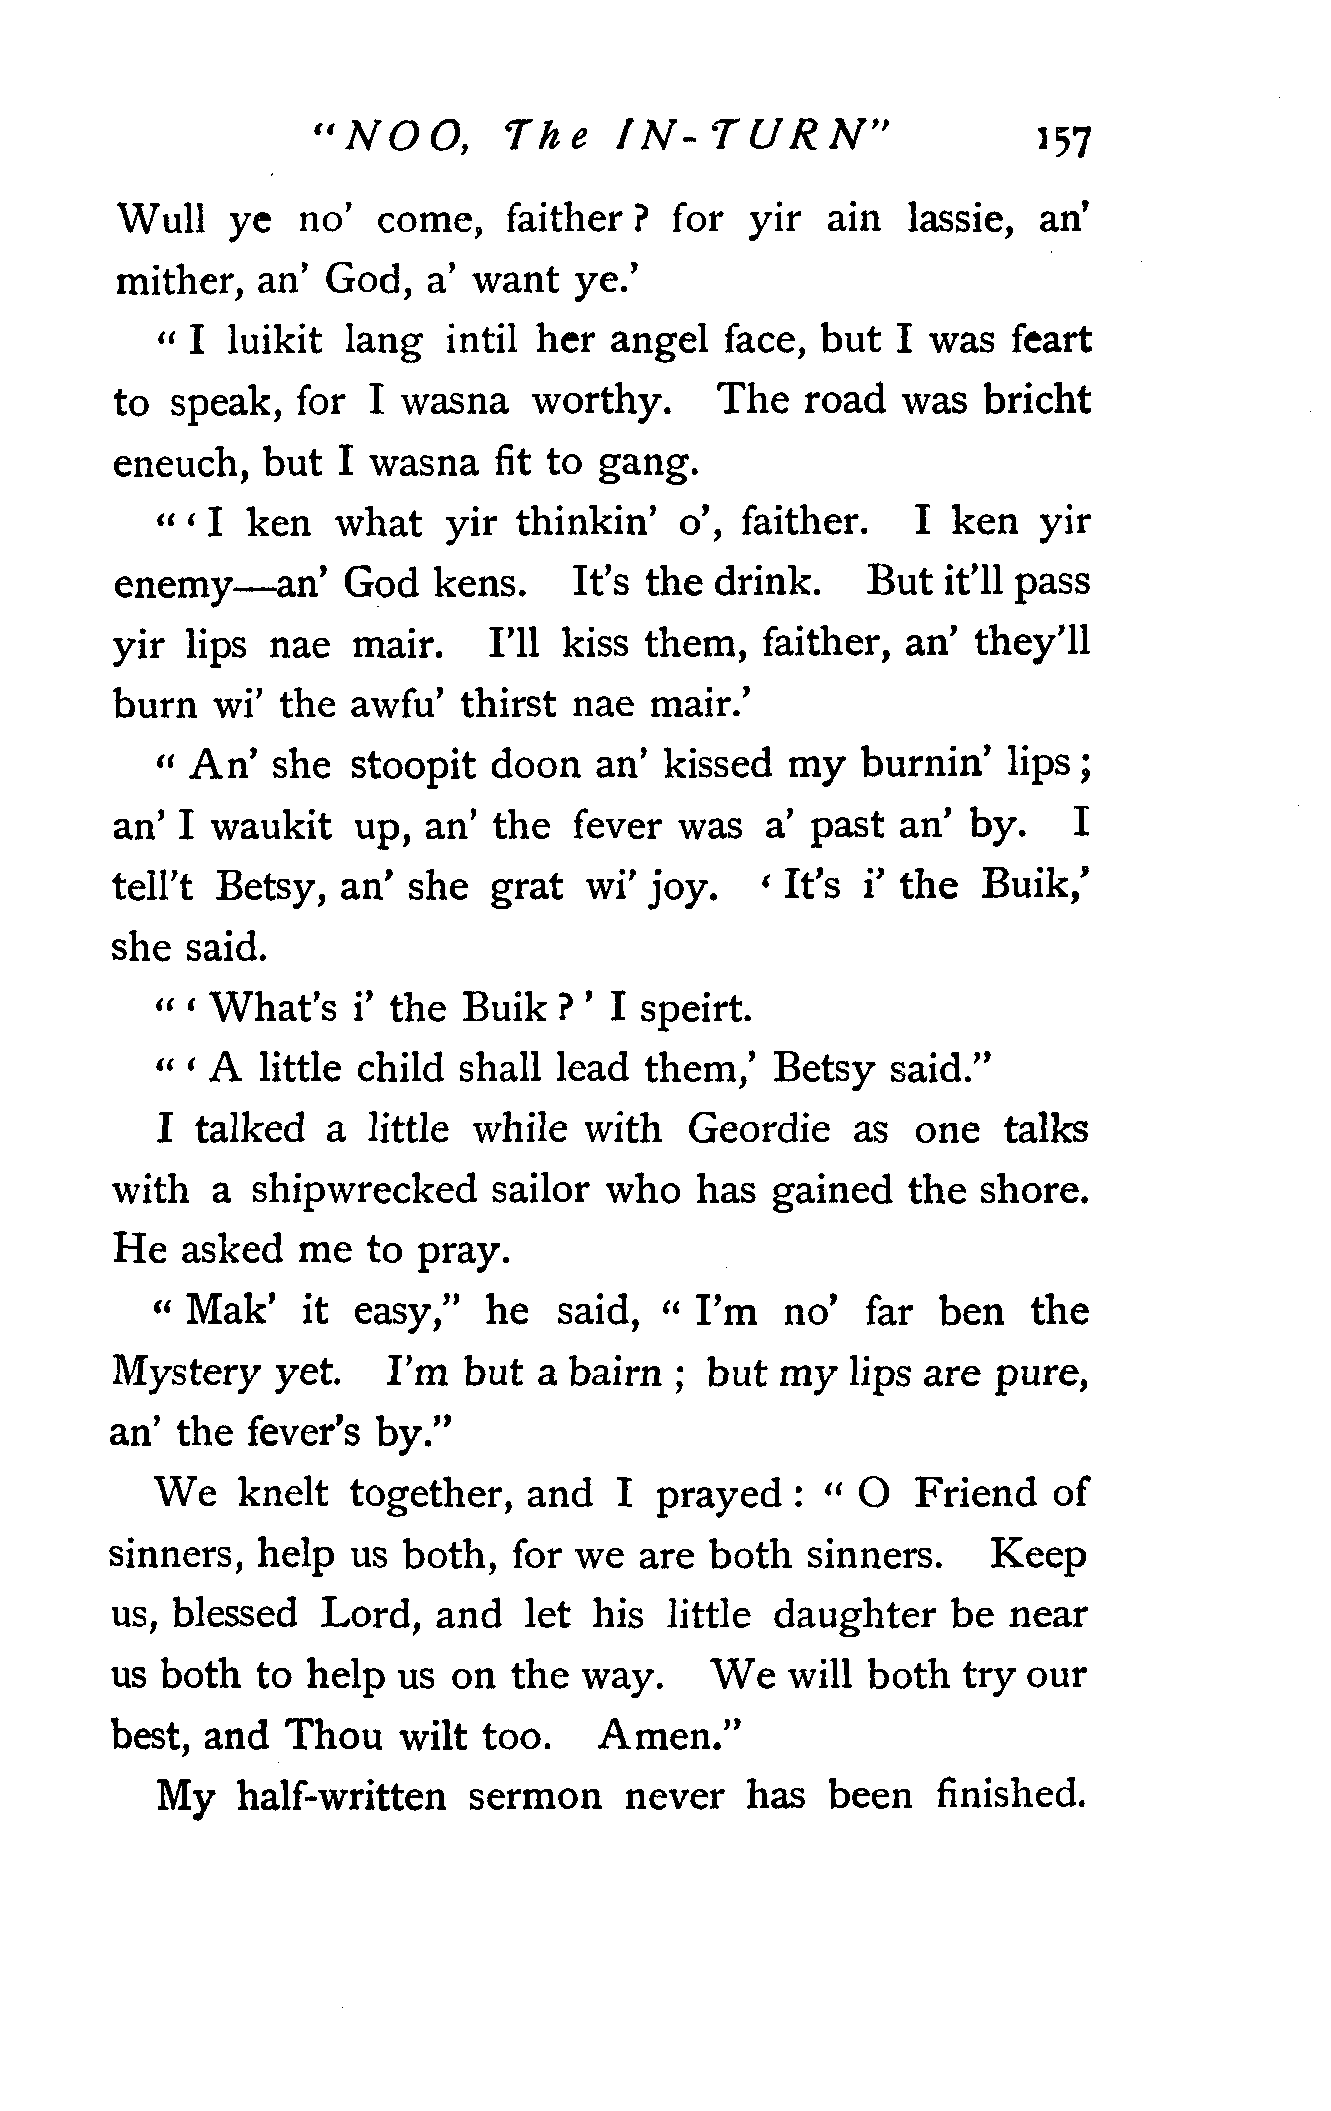 "NOO, The IN-TURN" 157
Wull ye no' come, faither? for yir ain lassie, an'
mither, an' God, a' want ye.'
"I luikit lang intil her angel face, but I was feart
to speak, for I wasna worthy. The road was bricht
eneuch, but I wasna fit to gang.
"'I ken what yir thinkin' o', faither. I ken yir
enemy—an' God kens. It's the drink. But it'll pass
yir lips nae mair. I'll kiss them, faither, an' they'll
burn wi' the awfu' thirst nae mair.'
"An' she stoopit doon an' kissed my burnin' lips;
an' I waukit up, an' the fever was a' past an' by. I
tell't Betsy, an' she grat wi' joy. 'It's i' the Buik,'
she said.
"'What's i' the Buik?' I speirt.
"'A little child shall lead them,' Betsy said."
I talked a little while with Geordie as one talks
with a shipwrecked sailor who has gained the shore.
He asked me to pray.
"Mak' it easy," he said, "I'm no' far ben the
Mystery yet. I'm but a bairn; but my lips are pure,
an' the fever's by."
We knelt together, and I prayed: "O Friend of
sinners, help us both, for we are both sinners. Keep
us, blessed Lord, and let his little daughter be near
us both to help us on the way. We will both try our
best, and Thou wilt too. Amen."
My half-written sermon never has been finished.